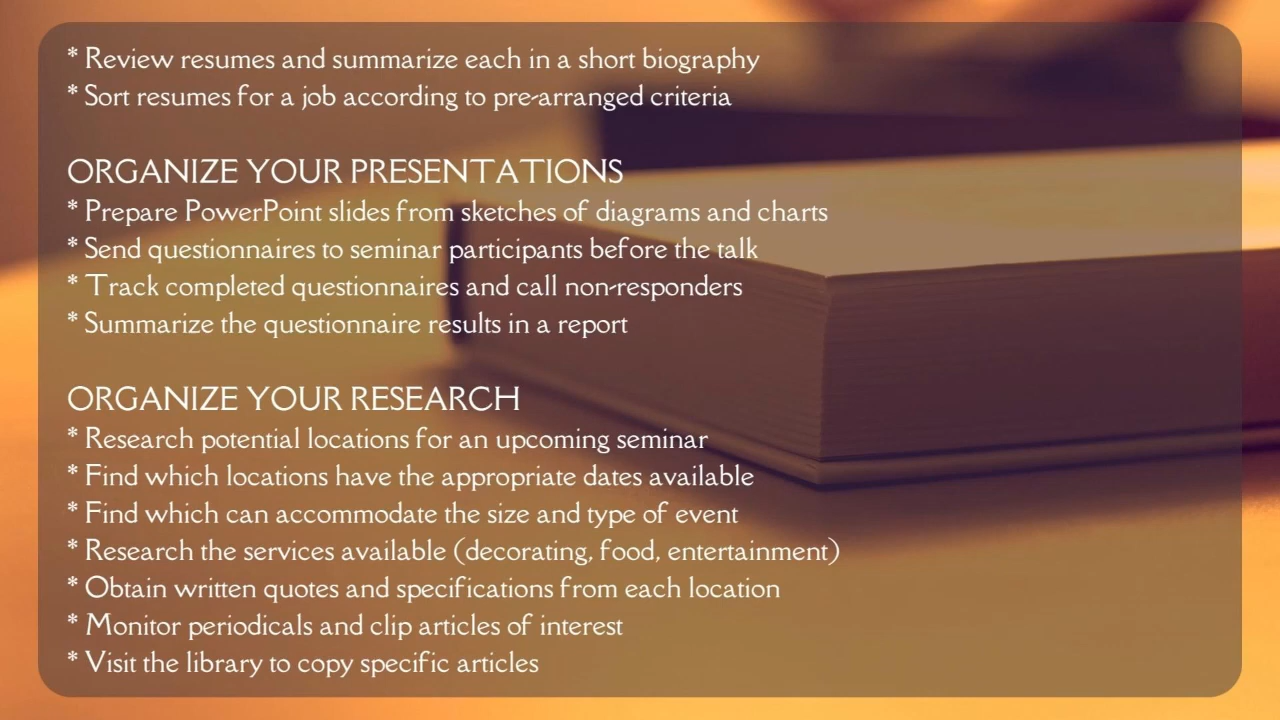 * Review resumes and summarize each in a short biography
* Sort resumes for a job according to pre-arranged criteria
ORGANIZE YOUR PRESENTATIONS
* Prepare PowerPoint slides from sketches of diagrams and charts
* Send questionnaires to seminar participants before the talk
* Track completed questionnaires and call non-responders
* Summarize the questionnaire results in a report
ORGANIZE YOUR RESEARCH
* Research potential locations for an upcoming seminar
* Find which locations have the appropriate dates available
* Find which can accommodate the size and type of event
* Research the services available (decorating, food, entertainment)
* Obtain written quotes and specifications from each location
* Monitor periodicals and clip articles of interest
* Visit the library to copy specific articles